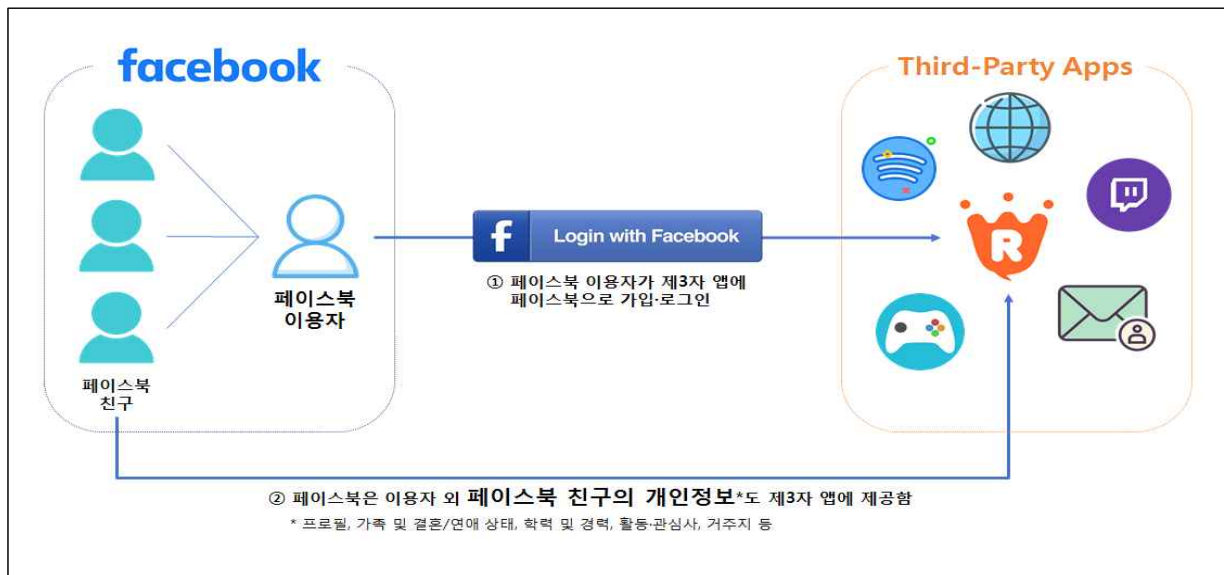 facebook
Third-Party Apps
f Login with Facebook
R
① 페이스북 이용자가 제3자 앱에
페이스북으로 가입·로그인
페이스북
이용자
페이스북
친구
② 페이스북은 이용자 외 페이스북 친구의 개인정보*도 제3자 앱에 제공함
* 프로필, 가족 및 결혼/연애 상태, 학력 및 경력, 활동·관심사, 거주지 등